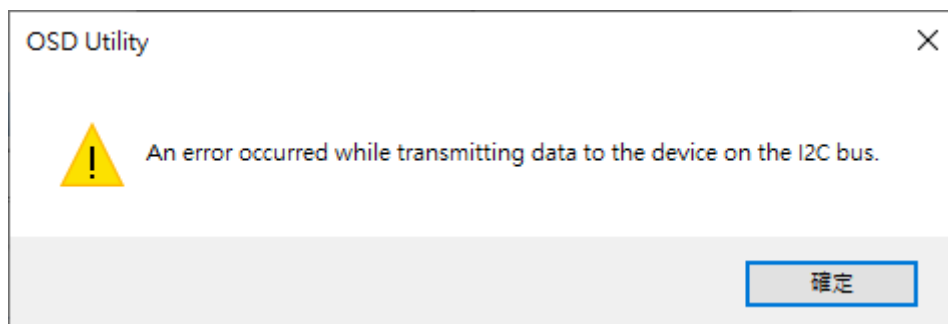 OSD Utility
An error occurred while transmitting data to the device on the I2C bus.
確定